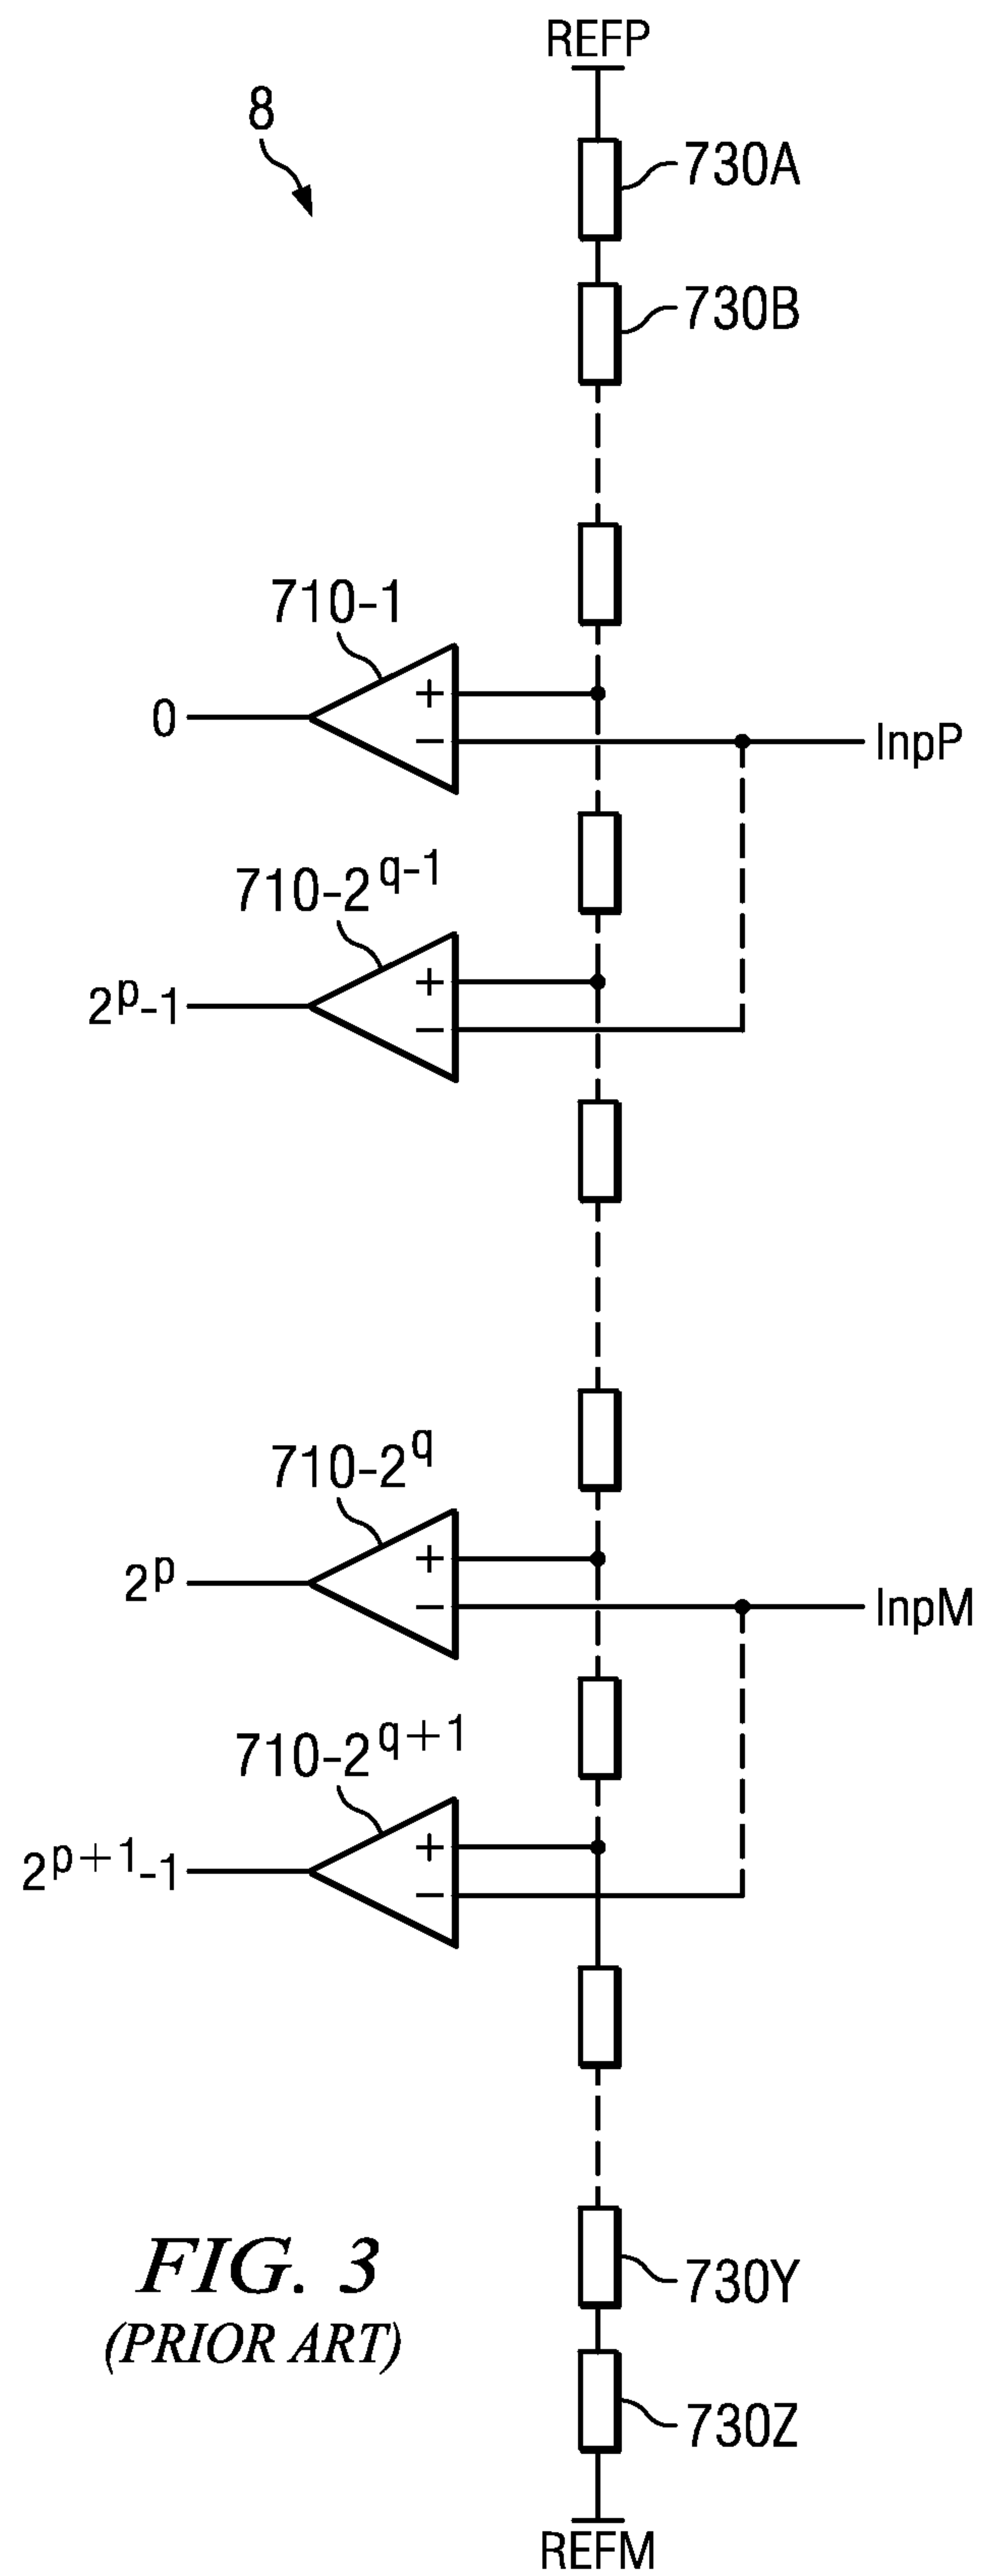 REFP
8
730A
730B
710-1
+
0
−
InpP
710-2^q-1
+
2^p-1
−
710-2^q
+
2^p
−
InpM
710-2^q+1
+
2^p+1-1
−
730Y
FIG. 3
(PRIOR ART)
730Z
REFM